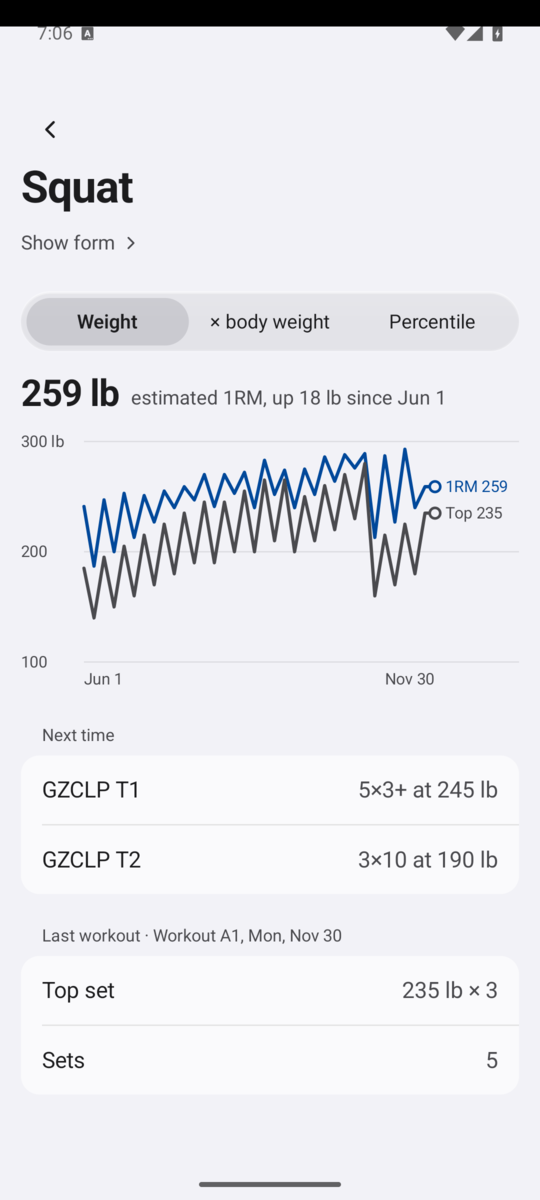 7:06
Squat
Show form
Weight
× body weight
Percentile
259 lb estimated 1RM, up 18 lb since Jun 1
300 lb
1RM 259
Top 235
200
100
Jun 1
Nov 30
Next time
GZCLP T1
5×3+ at 245 lb
GZCLP T2
3×10 at 190 lb
Last workout · Workout A1, Mon, Nov 30
Top set
235 lb × 3
Sets
5